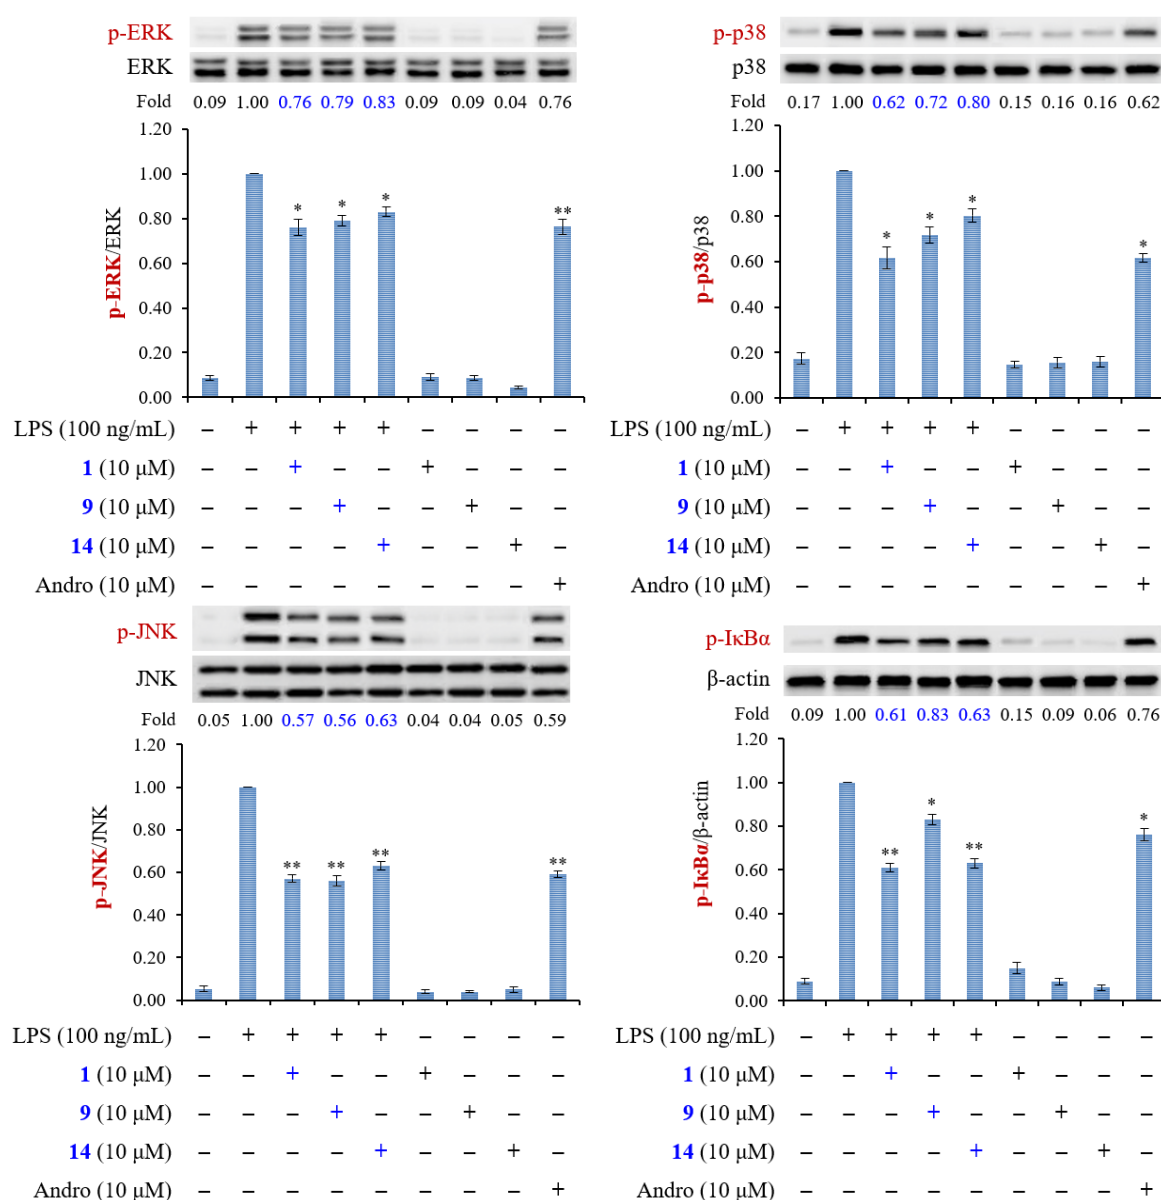 p-ERK
ERK
Fold 0.09 1.00 0.76 0.79 0.83 0.09 0.09 0.04 0.76
1.20
1.00
0.80
0.60
0.40
0.20
0.00
p-ERK/ERK
* * * **
LPS (100 ng/mL) – + + + + – – – –
1 (10 μM) – – + – – + – – –
9 (10 μM) – – – + – – + – –
14 (10 μM) – – – – + – – + –
Andro (10 μM) – – – – – – – – +
p-p38
p38
Fold 0.17 1.00 0.62 0.72 0.80 0.15 0.16 0.16 0.62
1.20
1.00
0.80
0.60
0.40
0.20
0.00
p-p38/p38
* * * *
LPS (100 ng/mL) – + + + + – – – –
1 (10 μM) – – + – – + – – –
9 (10 μM) – – – + – – + – –
14 (10 μM) – – – – + – – + –
Andro (10 μM) – – – – – – – – +
p-JNK
JNK
Fold 0.05 1.00 0.57 0.56 0.63 0.04 0.04 0.05 0.59
1.20
1.00
0.80
0.60
0.40
0.20
0.00
p-JNK/JNK
** ** ** **
LPS (100 ng/mL) – + + + + – – – –
1 (10 μM) – – + – – + – – –
9 (10 μM) – – – + – – + – –
14 (10 μM) – – – – + – – + –
Andro (10 μM) – – – – – – – – +
p-IκBα
β-actin
Fold 0.09 1.00 0.61 0.83 0.63 0.15 0.09 0.06 0.76
1.20
1.00
0.80
0.60
0.40
0.20
0.00
p-IκBα/β-actin
** * ** *
LPS (100 ng/mL) – + + + + – – – –
1 (10 μM) – – + – – + – – –
9 (10 μM) – – – + – – + – –
14 (10 μM) – – – – + – – + –
Andro (10 μM) – – – – – – – – +